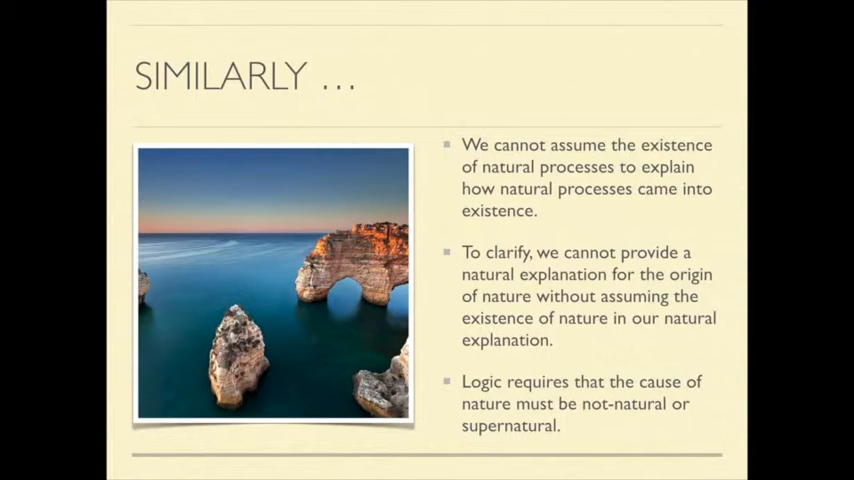 SIMILARLY ...
We cannot assume the existence
of natural processes to explain
how natural processes came into
existence.
To clarify, we cannot provide a
natural explanation for the origin
of nature without assuming the
existence of nature in our natural
explanation.
Logic requires that the cause of
nature must be not-natural or
supernatural.